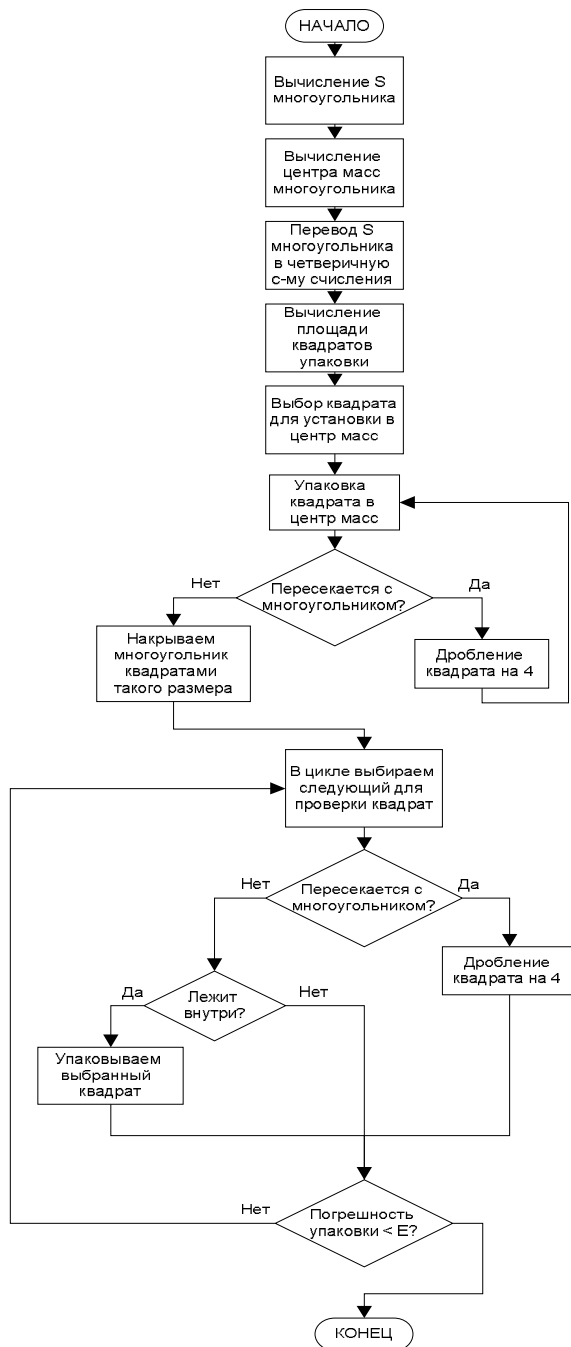 НАЧАЛО
Вычисление S
многоугольника
Вычисление
центра масс
многоугольника
Перевод S
многоугольника
в четверичную
с-му счисления
Вычисление
площади
квадратов
упаковки
Выбор квадрата
для установки в
центр масс
Упаковка
квадрата в
центр масс
Нет
Пересекается с
многоугольником?
Да
Накрываем
многоугольник
квадратами
такого размера
Дробление
квадрата на 4
В цикле выбираем
следующий для
проверки квадрат
Нет
Пересекается с
многоугольником?
Да
Дробление
квадрата на 4
Да
Лежит
внутри?
Нет
Упаковываем
выбранный
квадрат
Нет
Погрешность
упаковки < E?
КОНЕЦ